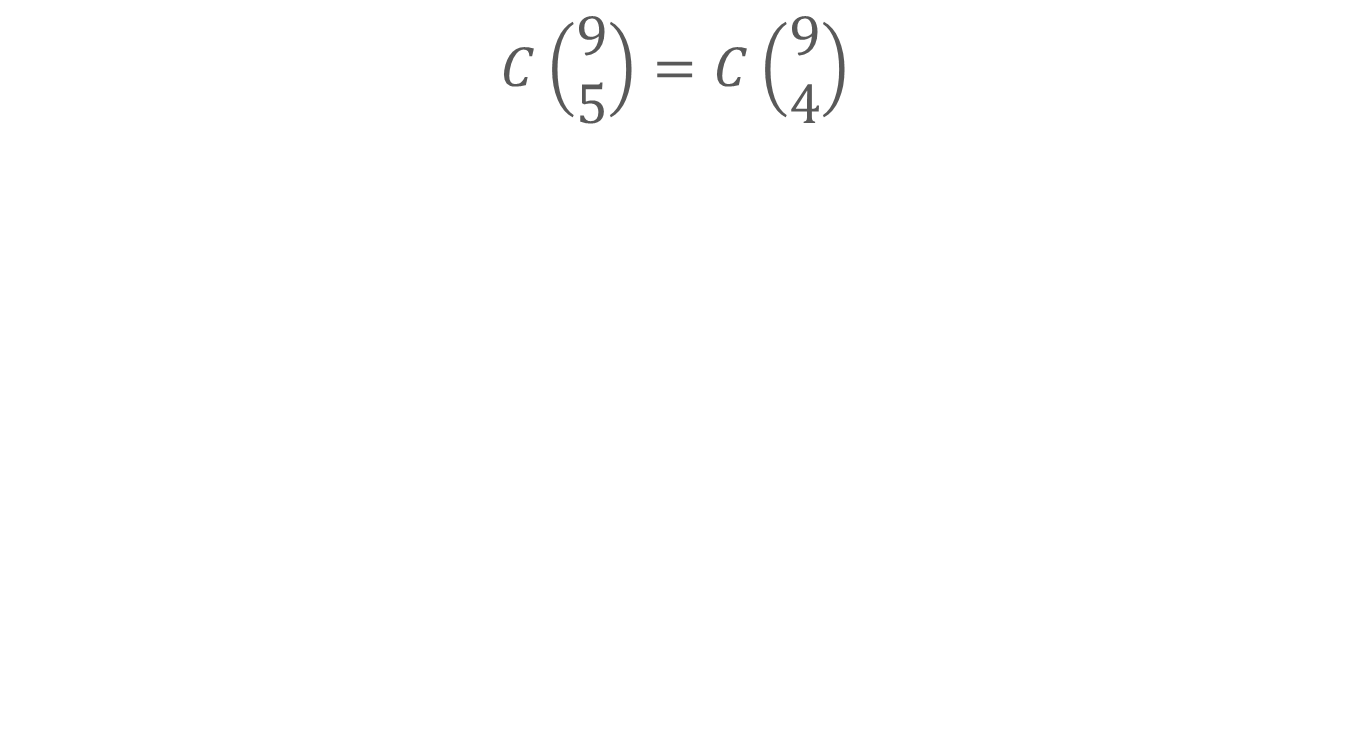 C(9 5) = C(9 4)